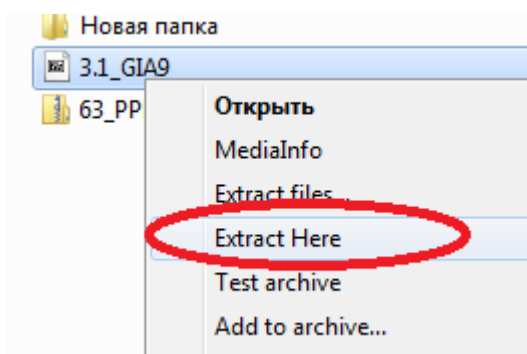 Новая папка
3.1_GIA9
63_PP
Открыть
MediaInfo
Extract files...
Extract Here
Test archive
Add to archive...